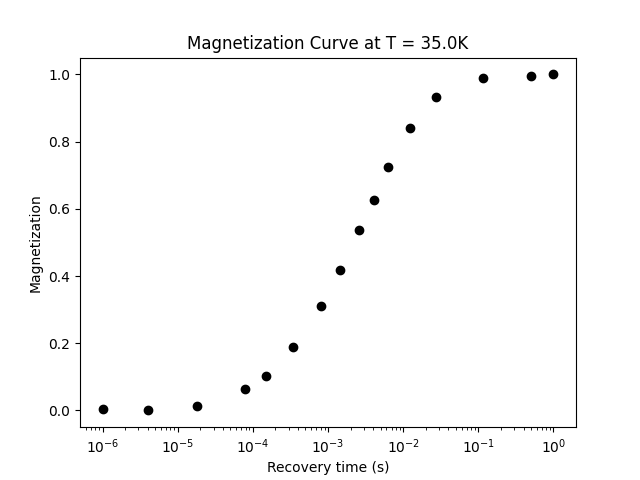 Magnetization Curve at T = 35.0K
1.0
0.8
0.6
0.4
0.2
0.0
Magnetization
10⁻⁶ 10⁻⁵ 10⁻⁴ 10⁻³ 10⁻² 10⁻¹ 10⁰
Recovery time (s)